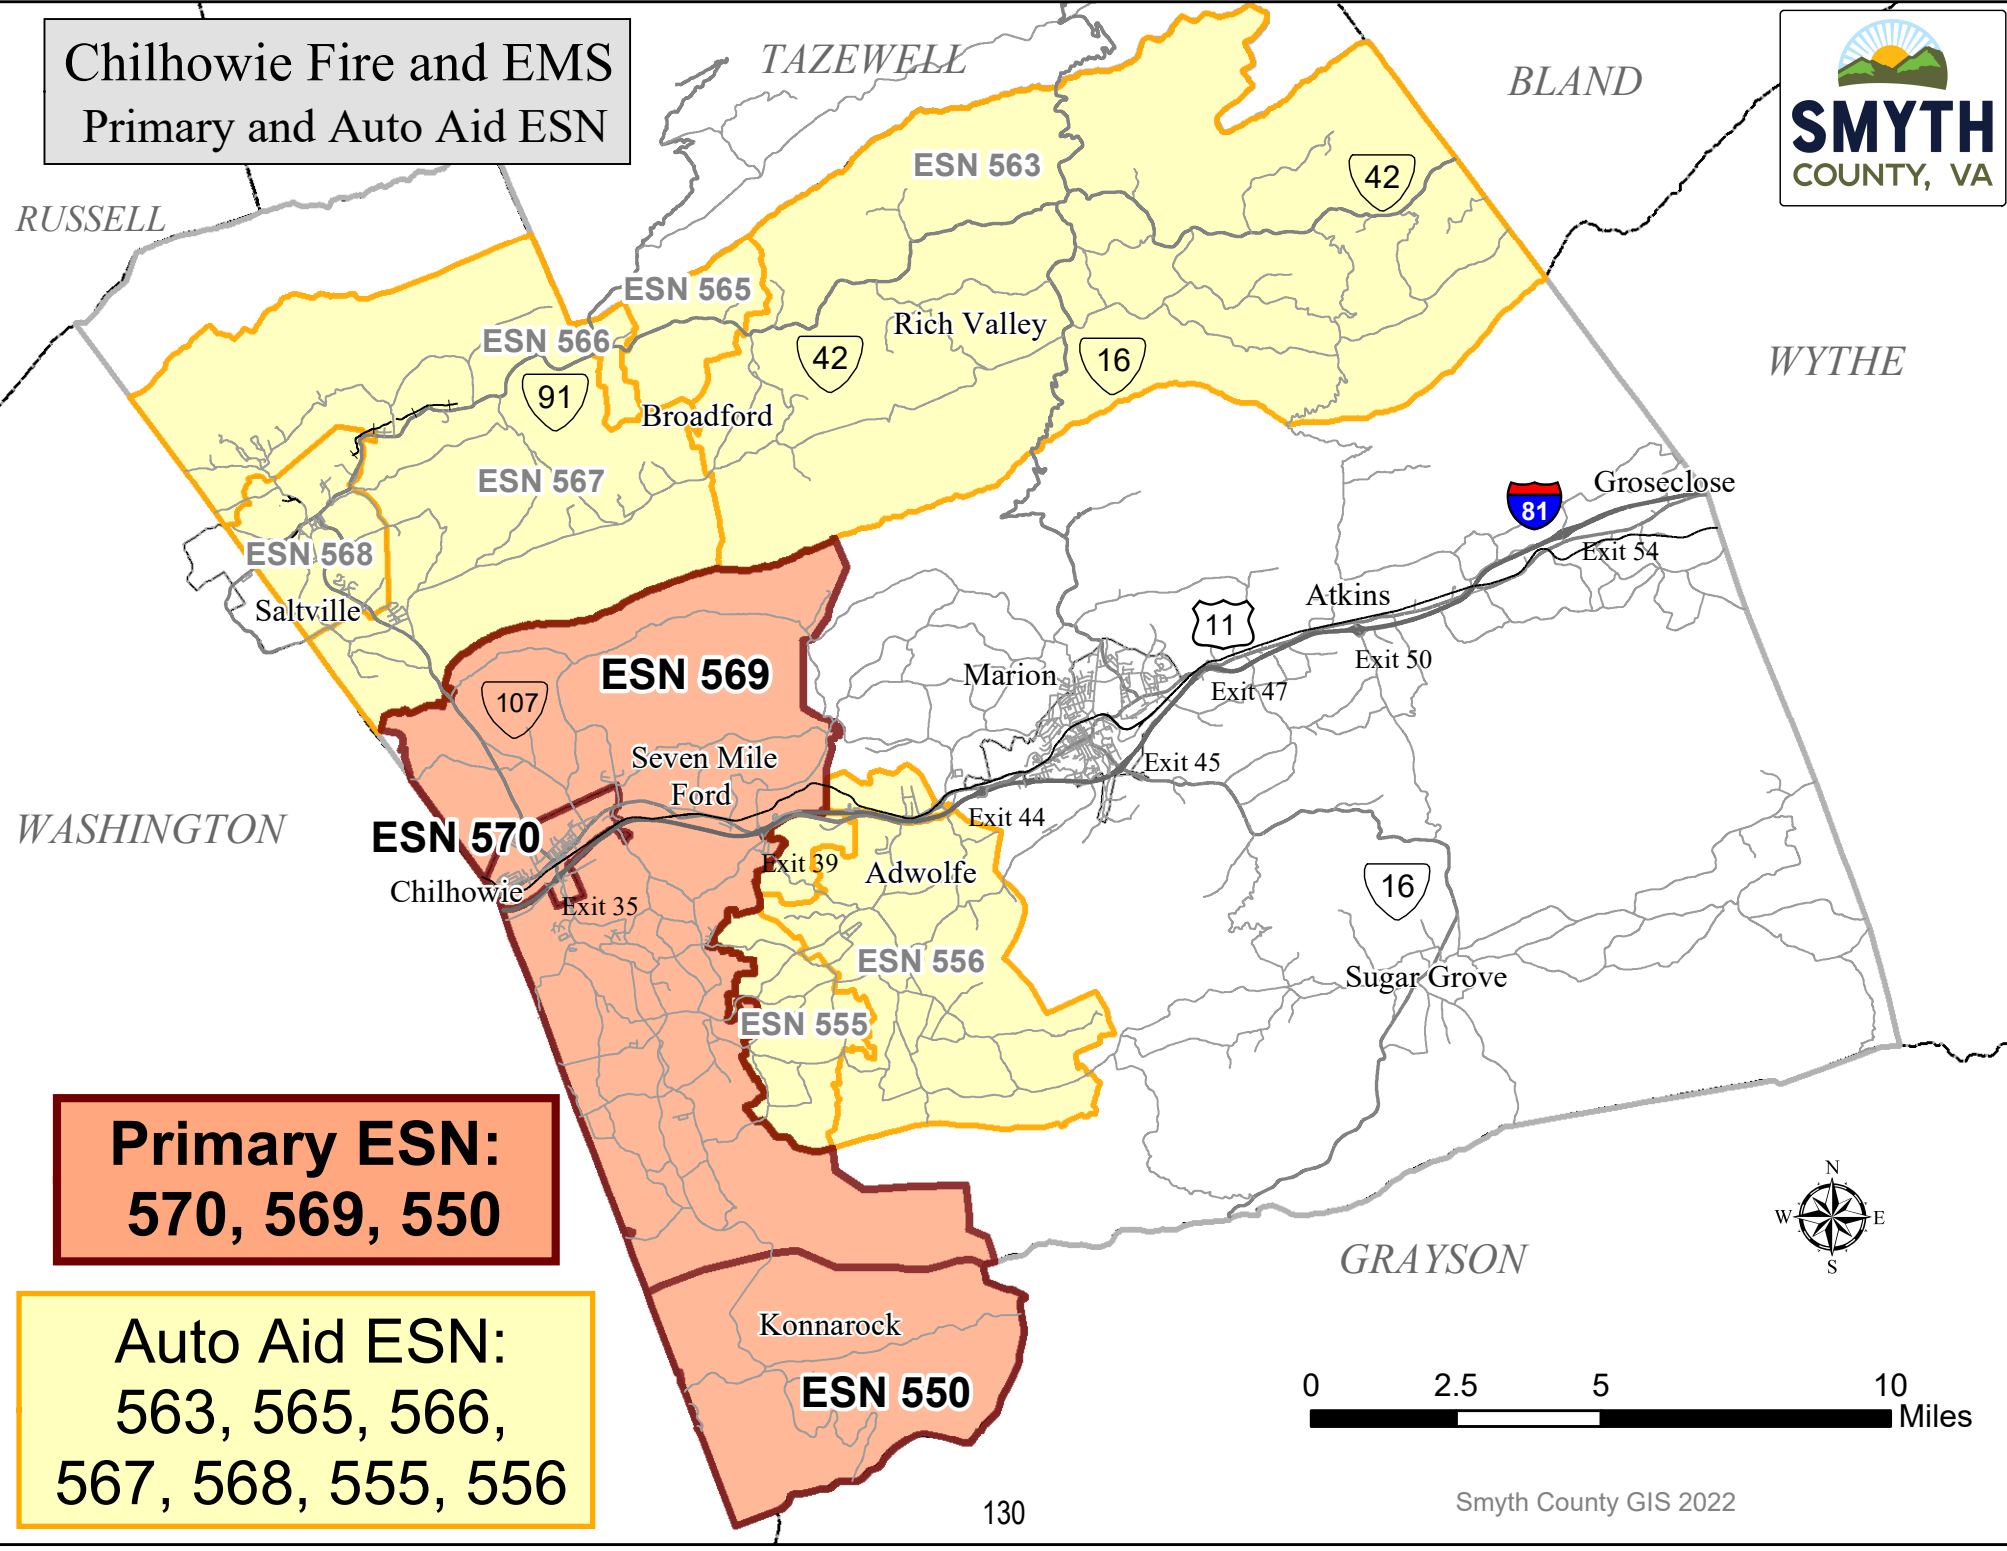 Chilhowie Fire and EMS
Primary and Auto Aid ESN
TAZEWELL
BLAND
SMYTH
COUNTY, VA
RUSSELL
ESN 563
42
ESN 565
Rich Valley
ESN 566
42
16
WYTHE
91
Broadford
ESN 567
Groseclose
81
Exit 54
ESN 568
Saltville
Atkins
11
Exit 50
ESN 569
Marion
Exit 47
107
Seven Mile
Ford
Exit 45
WASHINGTON
ESN 570
Exit 44
Exit 39
Adwolfe
Chilhowie
Exit 35
16
ESN 556
Sugar Grove
ESN 555
Primary ESN:
570, 569, 550
N
W E
S
GRAYSON
Auto Aid ESN:
563, 565, 566,
567, 568, 555, 556
Konnarock
ESN 550
0 2.5 5 10
Miles
Smyth County GIS 2022
130